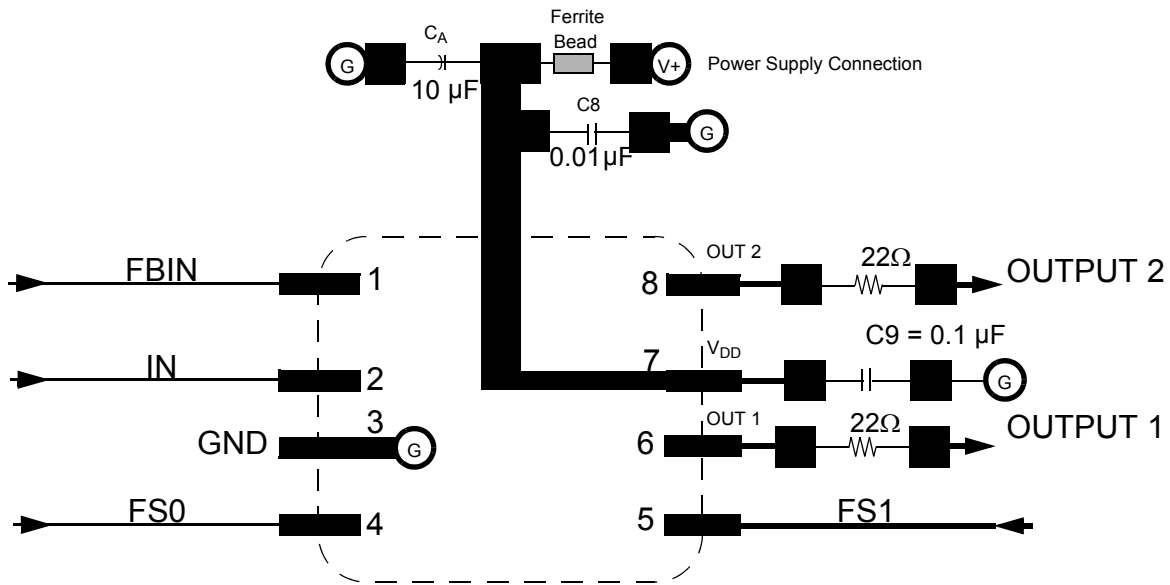 Ferrite
Bead
C_A
G
V+
Power Supply Connection
10 µF
C8
G
0.01µF
FBIN
1
8
OUT 2
22Ω
OUTPUT 2
IN
2
7
V_DD
C9 = 0.1 µF
G
GND
3
G
6
OUT 1
22Ω
OUTPUT 1
FS0
4
5
FS1